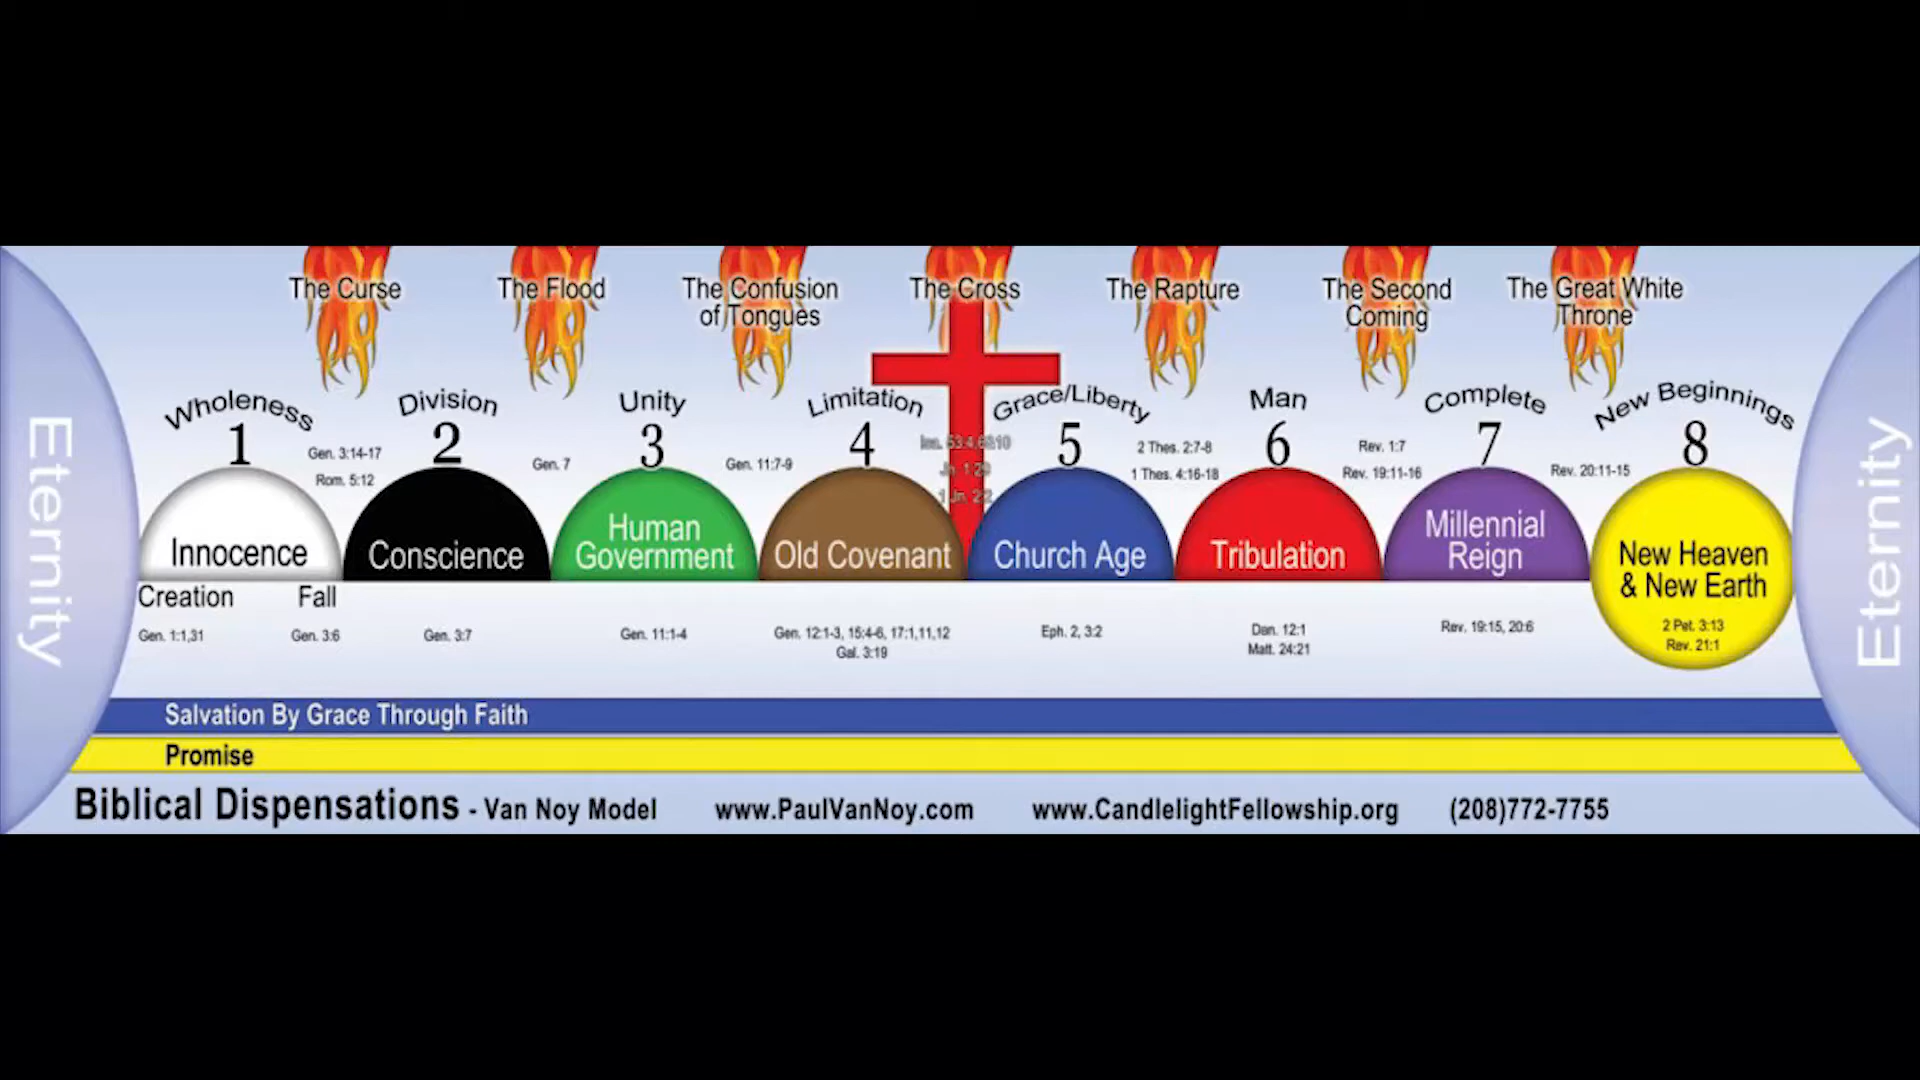 The Curse
The Flood
The Confusion
of Tongues
The Cross
The Rapture
The Second
Coming
The Great White
Throne
Wholeness
Division
Unity
Limitation
Grace/Liberty
Man
Complete
New Beginnings
1
2
3
4
5
6
7
8
Gen. 3:14-17
Rom. 5:12
Gen. 7
Gen. 11:7-9
Jn. 1:29
1 Jn. 2:2
2 Thes. 2:7-8
1 Thes. 4:16-18
Rev. 1:7
Rev. 19:11-16
Rev. 20:11-15
Eternity
Innocence
Conscience
Human
Government
Old Covenant
Church Age
Tribulation
Millennial
Reign
New Heaven
& New Earth
2 Pet. 3:13
Rev. 21:1
Eternity
Creation
Fall
Gen. 1:1,31
Gen. 3:6
Gen. 3:7
Gen. 11:1-4
Gen. 12:1-3, 15:4-6, 17:1,11,12
Gal. 3:19
Eph. 2, 3:2
Dan. 12:1
Matt. 24:21
Rev. 19:15, 20:6
Salvation By Grace Through Faith
Promise
Biblical Dispensations - Van Noy Model www.PaulVanNoy.com www.CandlelightFellowship.org (208)772-7755